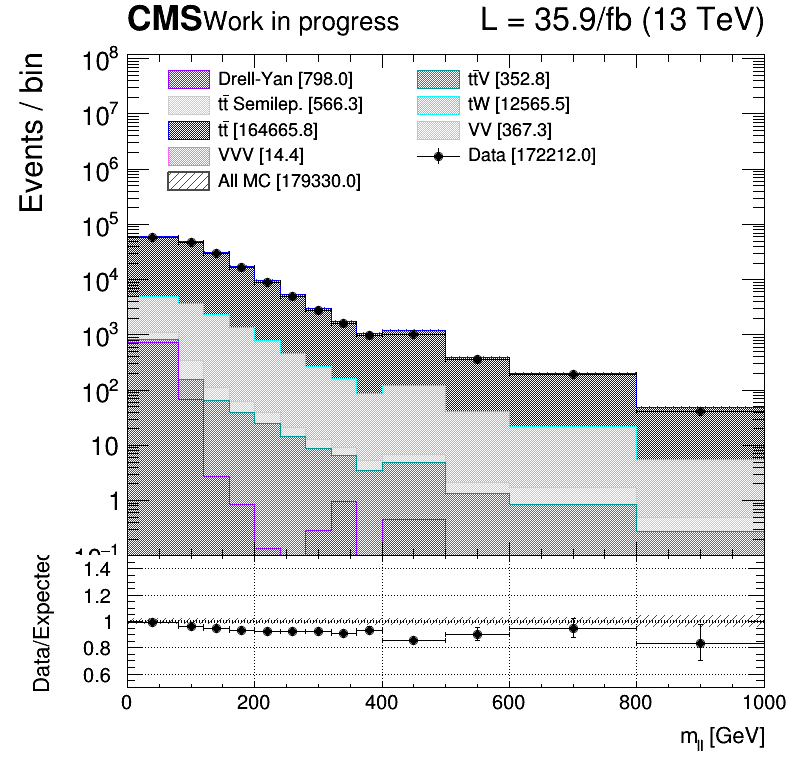 CMS Work in progress L = 35.9/fb (13 TeV)
Events / bin
10⁸
10⁷
10⁶
10⁵
10⁴
10³
10²
10
1
10⁻¹
Drell-Yan [798.0]
tt̄ Semilep. [566.3]
tt̄ [164665.8]
VVV [14.4]
All MC [179330.0]
tt̄V [352.8]
tW [12565.5]
VV [367.3]
Data [172212.0]
Data/Expected
1.4
1.2
1
0.8
0.6
0 200 400 600 800 1000
m_ll [GeV]